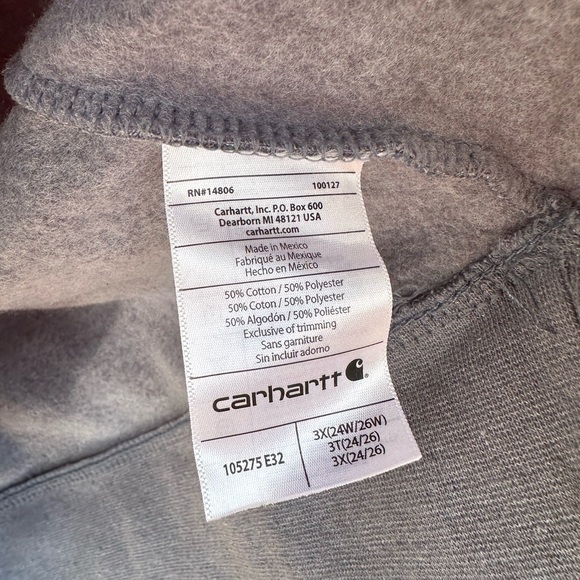 RN#14806 100127
Carhartt, Inc. P.O. Box 600
Dearborn MI 48121 USA
carhartt.com
Made in Mexico
Fabriqué au Mexique
Hecho en México
50% Cotton / 50% Polyester
50% Coton / 50% Polyester
50% Algodón / 50% Poliéster
Exclusive of trimming
Sans garniture
Sin incluir adorno
carhartt
105275 E32
3X(24W/26W)
3T(24/26)
3X(24/26)